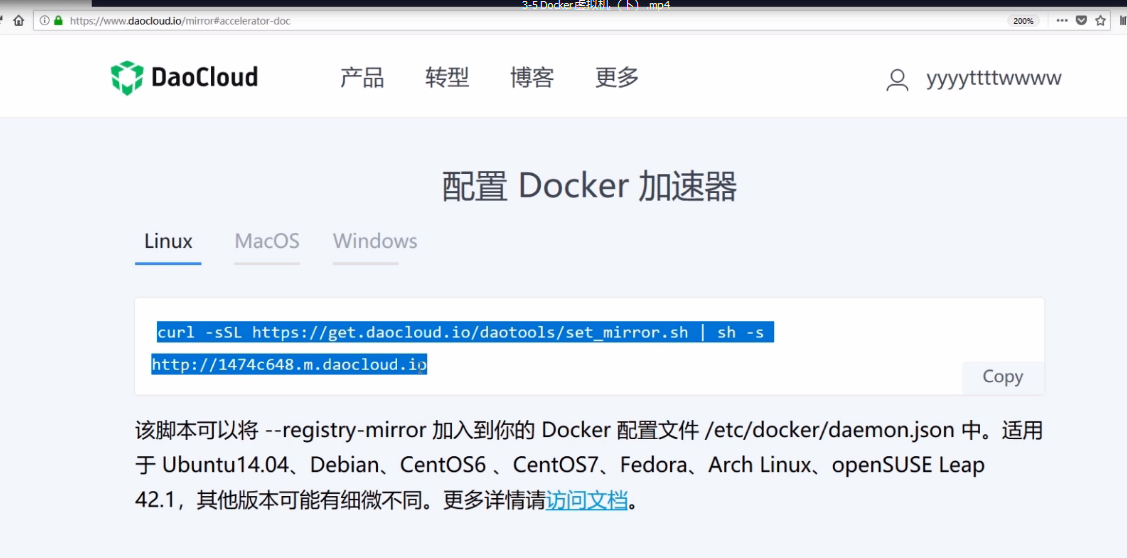 3-5 Docker虚拟机（下）.mp4
https://www.daocloud.io/mirror#accelerator-doc
200%
DaoCloud
产品
转型
博客
更多
yyyyttttwwww
配置 Docker 加速器
Linux
MacOS
Windows
curl -sSL https://get.daocloud.io/daotools/set_mirror.sh | sh -s
http://1474c648.m.daocloud.io
Copy
该脚本可以将 --registry-mirror 加入到你的 Docker 配置文件 /etc/docker/daemon.json 中。适用
于 Ubuntu14.04、Debian、CentOS6 、CentOS7、Fedora、Arch Linux、openSUSE Leap
42.1，其他版本可能有细微不同。更多详情请访问文档。